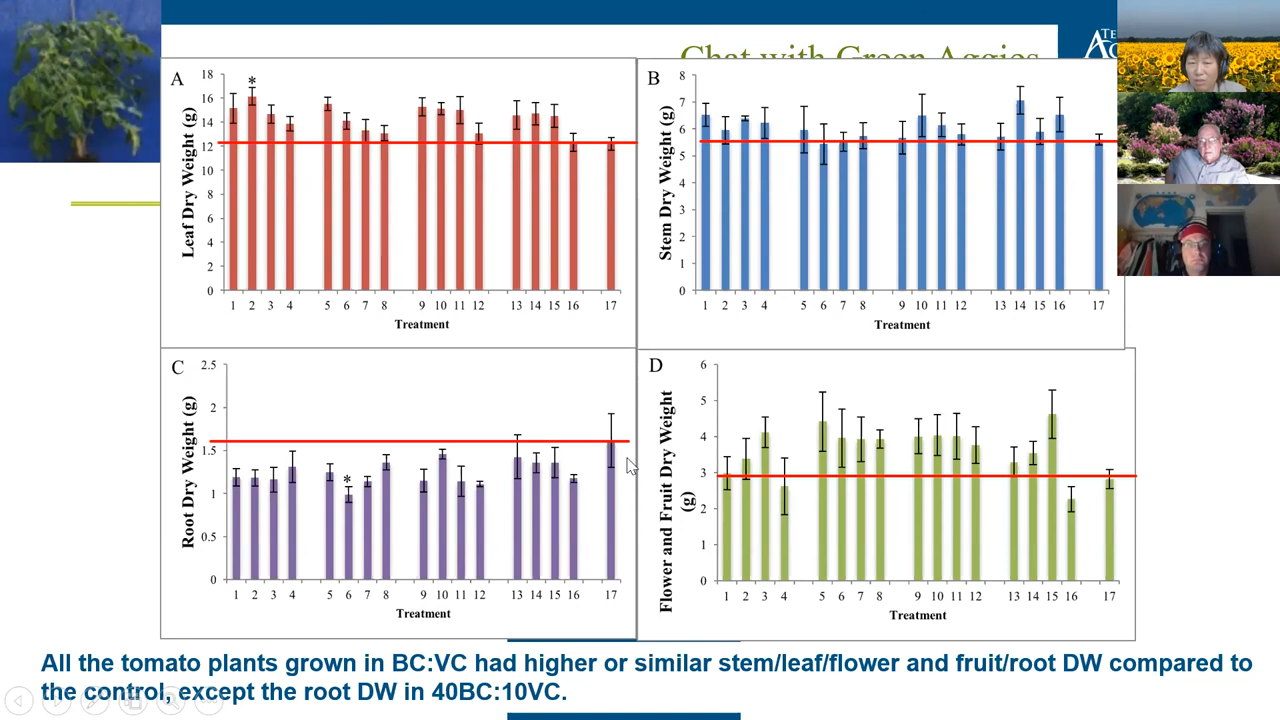 Chat with Green Aggies
A
18
16
14
12
10
8
6
4
2
0
Leaf Dry Weight (g)
*
1 2 3 4 5 6 7 8 9 10 11 12 13 14 15 16 17
Treatment
B
8
7
6
5
4
3
2
1
0
Stem Dry Weight (g)
1 2 3 4 5 6 7 8 9 10 11 12 13 14 15 16 17
Treatment
C
2.5
2
1.5
1
0.5
0
Root Dry Weight (g)
*
1 2 3 4 5 6 7 8 9 10 11 12 13 14 15 16 17
Treatment
D
6
5
4
3
2
1
0
Flower and Fruit Dry Weight
(g)
1 2 3 4 5 6 7 8 9 10 11 12 13 14 15 16 17
Treatment
All the tomato plants grown in BC:VC had higher or similar stem/leaf/flower and fruit/root DW compared to
the control, except the root DW in 40BC:10VC.